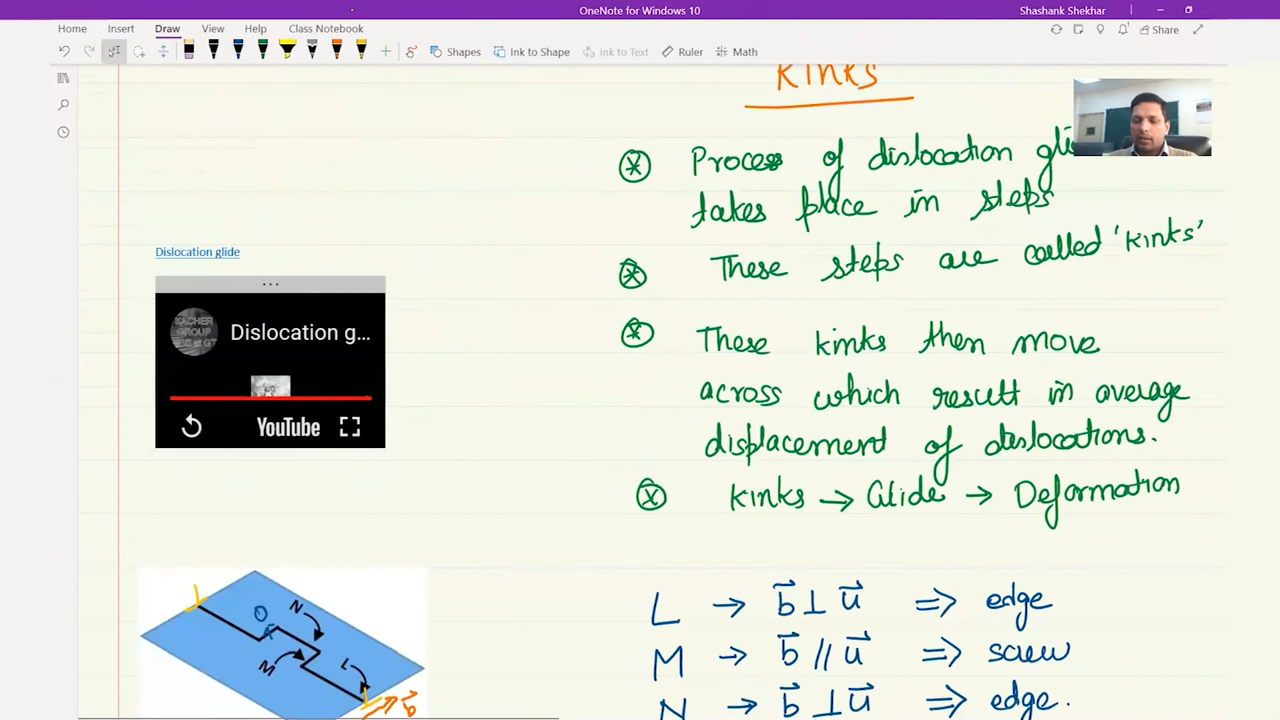 OneNote for Windows 10
Shashank Shekhar
Home Insert Draw View Help Class Notebook
Shapes Ink to Shape Ink to Text Ruler Math Share
Kinks
Process of dislocation
takes place in steps
These steps are called 'kinks'
These kinks then move
across which result in average
displacement of dislocations.
Kinks → Glide → Deformation
Dislocation glide
Dislocation g...
YouTube
O N
M L
b
L → b ⊥ u ⇒ edge
M → b // u ⇒ screw
N → b ⊥ u ⇒ edge.